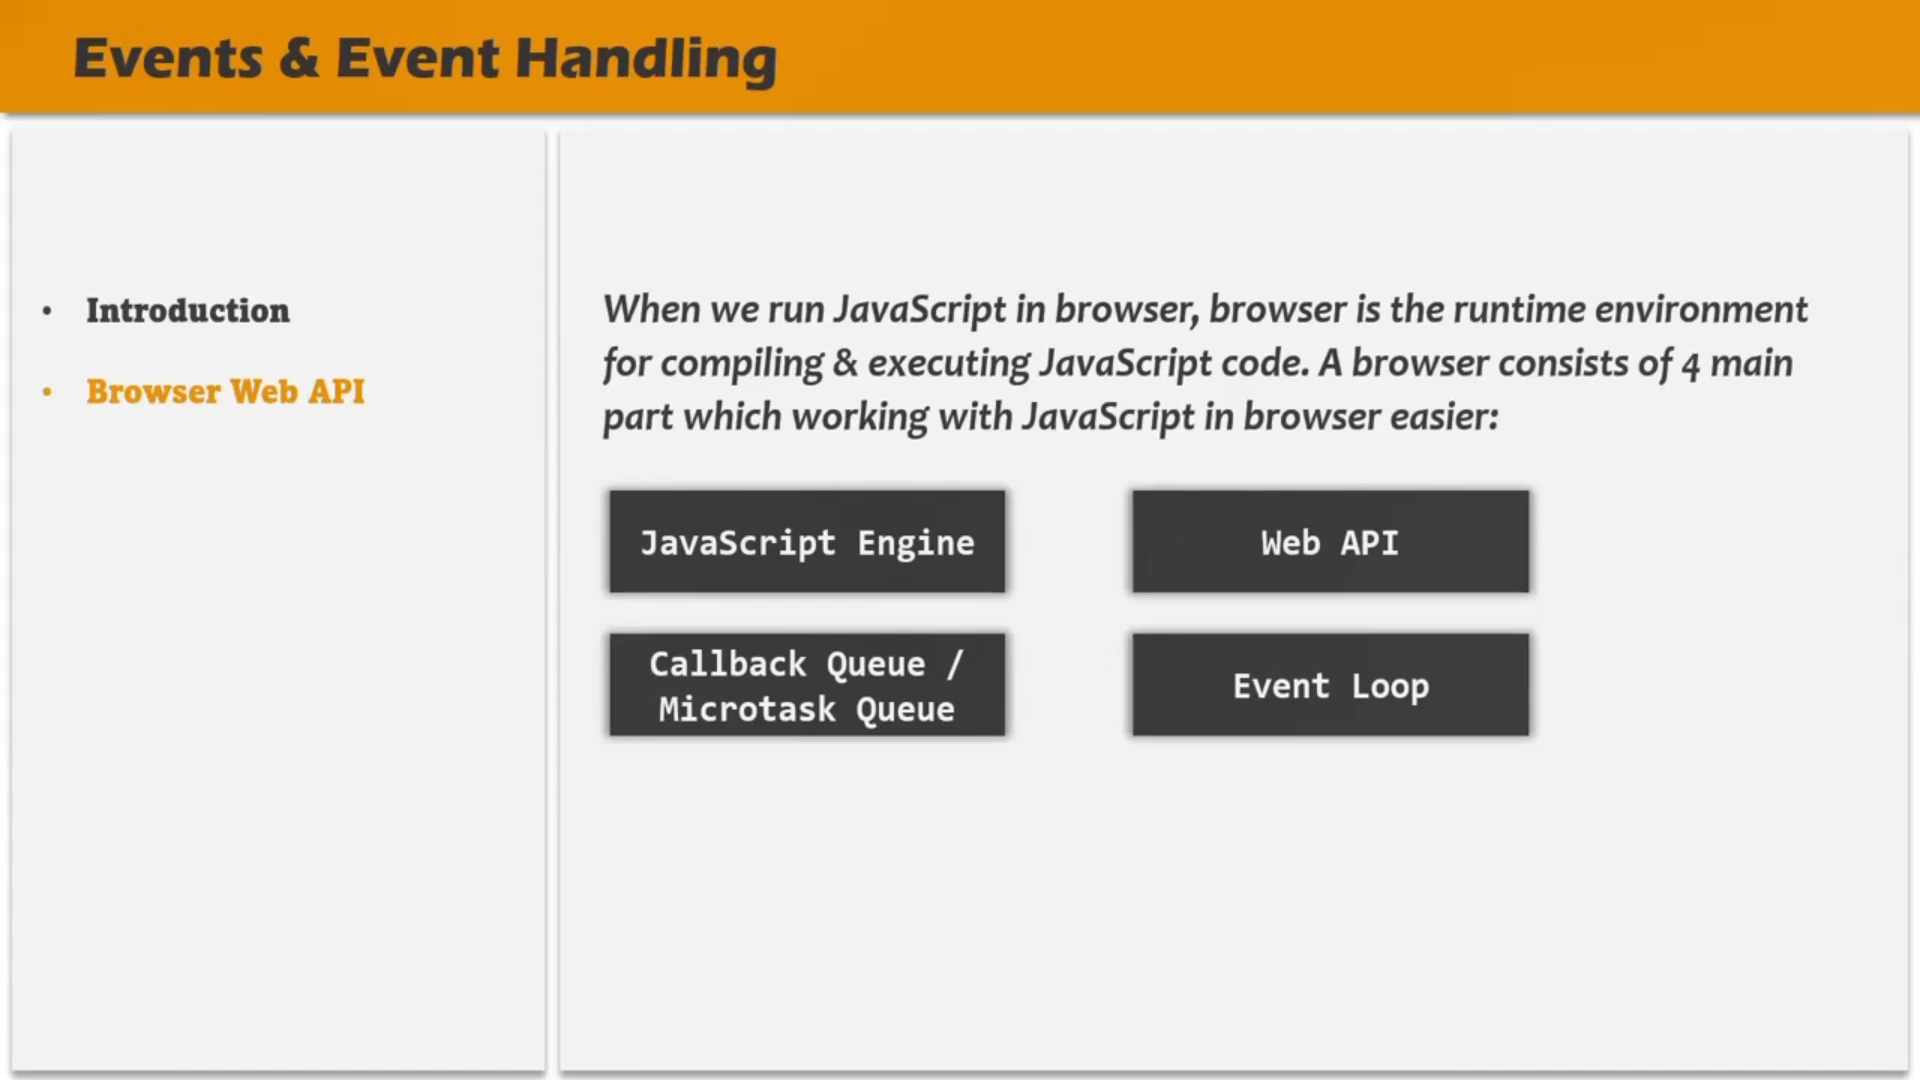 Events & Event Handling
• Introduction
• Browser Web API
When we run JavaScript in browser, browser is the runtime environment
for compiling & executing JavaScript code. A browser consists of 4 main
part which working with JavaScript in browser easier:
JavaScript Engine
Web API
Callback Queue /
Microtask Queue
Event Loop